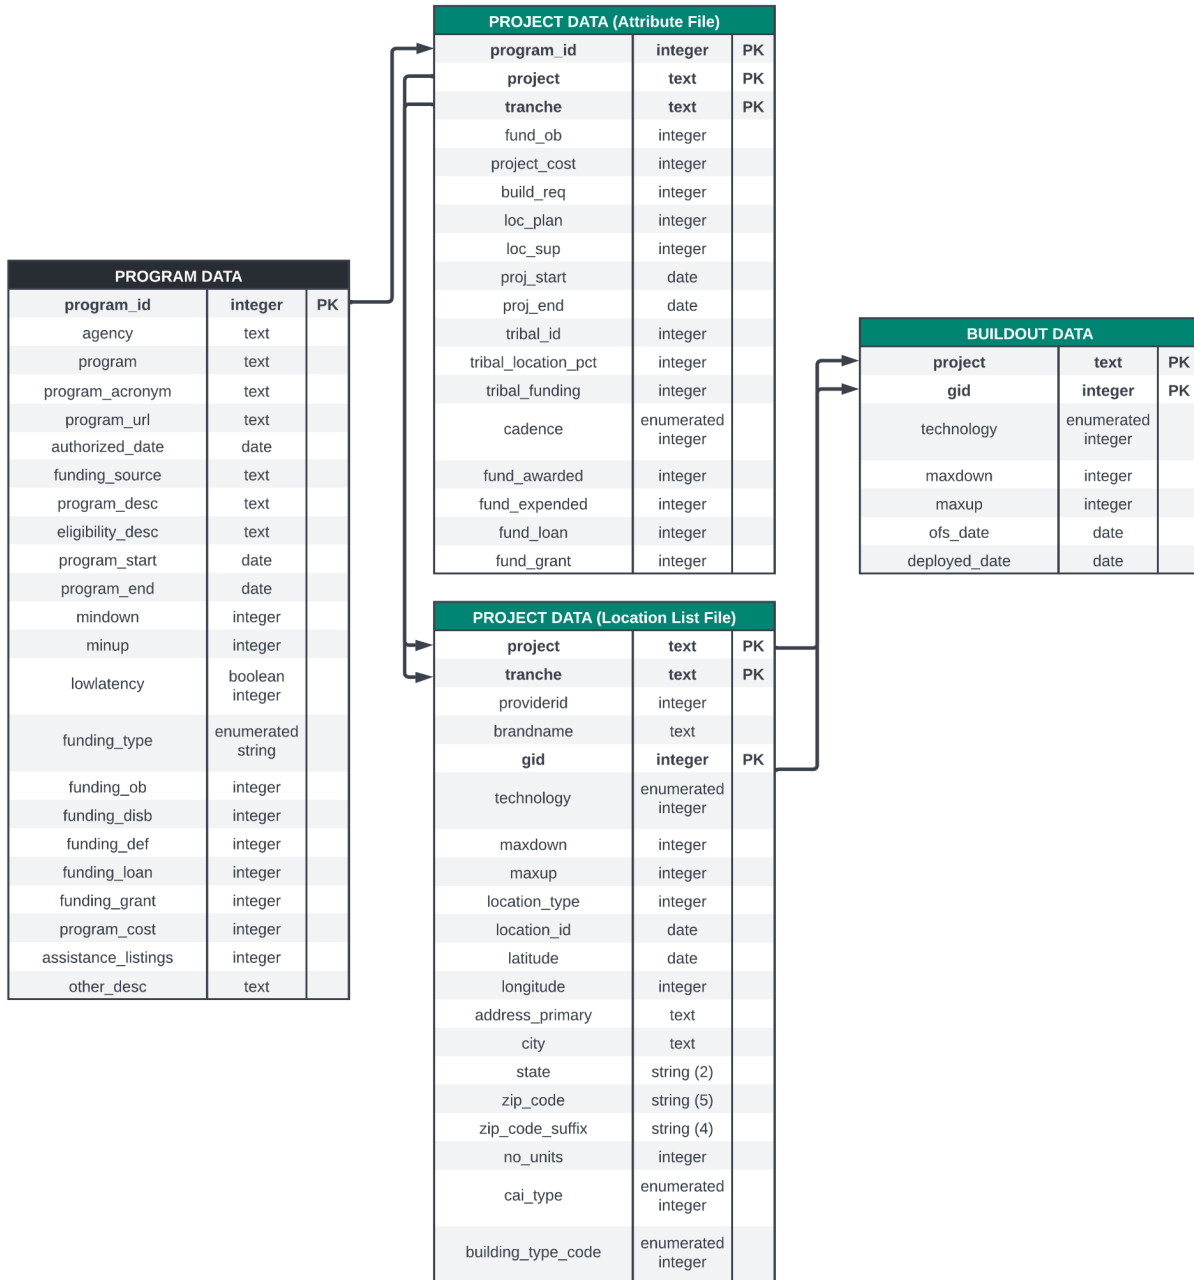 PROJECT DATA (Attribute File)
program_id integer PK
project text PK
tranche text PK
fund_ob integer
project_cost integer
build_req integer
loc_plan integer
loc_sup integer
proj_start date
proj_end date
tribal_id integer
tribal_location_pct integer
tribal_funding integer
cadence enumerated integer
fund_awarded integer
fund_expended integer
fund_loan integer
fund_grant integer
PROGRAM DATA
program_id integer PK
agency text
program text
program_acronym text
program_url text
authorized_date date
funding_source text
program_desc text
eligibility_desc text
program_start date
program_end date
mindown integer
minup integer
lowlatency boolean integer
funding_type enumerated string
funding_ob integer
funding_disb integer
funding_def integer
funding_loan integer
funding_grant integer
program_cost integer
assistance_listings integer
other_desc text
BUILDOUT DATA
project text PK
gid integer PK
technology enumerated integer
maxdown integer
maxup integer
ofs_date date
deployed_date date
PROJECT DATA (Location List File)
project text PK
tranche text PK
providerid integer
brandname text
gid integer PK
technology enumerated integer
maxdown integer
maxup integer
location_type integer
location_id date
latitude date
longitude integer
address_primary text
city text
state string (2)
zip_code string (5)
zip_code_suffix string (4)
no_units integer
cai_type enumerated integer
building_type_code enumerated integer